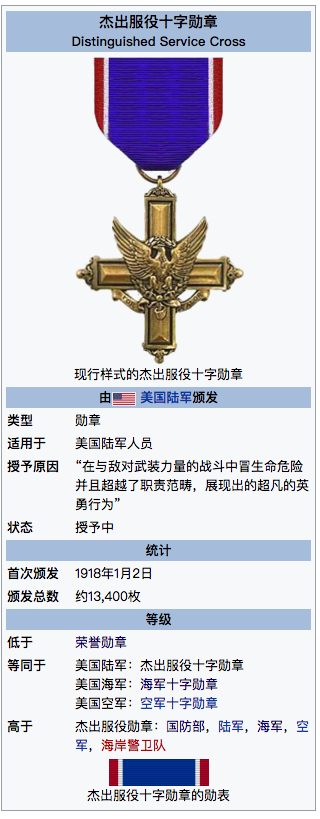 杰出服役十字勋章
Distinguished Service Cross
现行样式的杰出服役十字勋章
由 美国陆军颁发
类型 勋章
适用于 美国陆军人员
授予原因 “在与敌对武装力量的战斗中冒生命危险
并且超越了职责范畴，展现出的超凡的英
勇行为”
状态 授予中
统计
首次颁发 1918年1月2日
颁发总数 约13,400枚
等级
低于 荣誉勋章
等同于 美国陆军：杰出服役十字勋章
美国海军：海军十字勋章
美国空军：空军十字勋章
高于 杰出服役勋章：国防部，陆军，海军，空
军，海岸警卫队
杰出服役十字勋章的勋表